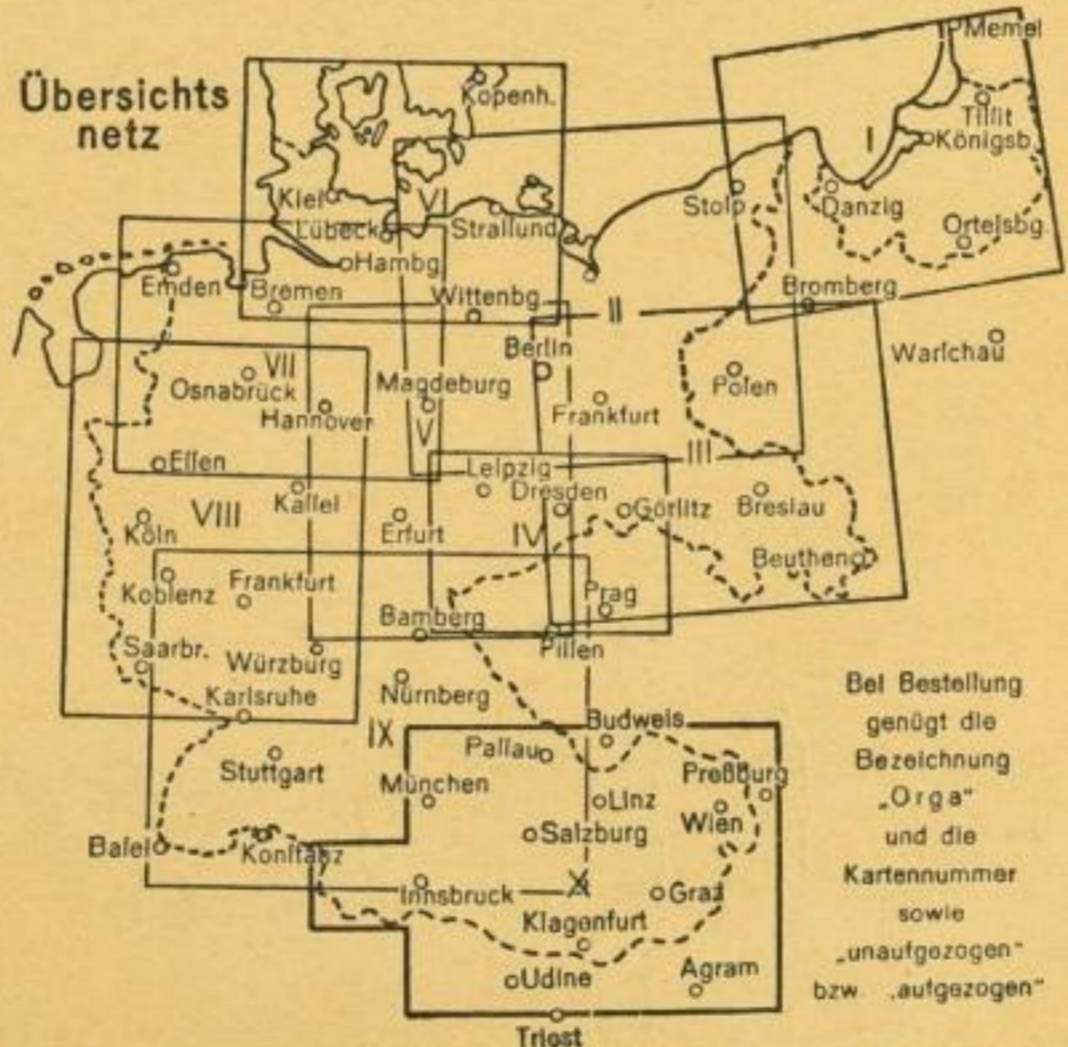 Übersichts
netz
Memel
Kopenh.
Tilſit
I
Königsb.
Kiel
VI
Stolp
Danzig
Lübeck
Stralſund
Ortelsbg.
Hambg
Emden
Bremen
Wittenbg
Bromberg
II
Berlin
Warſchau
VII
Osnabrück
Magdeburg
Poſen
Hannover
Frankfurt
V
III
Eſſen
Leipzig
Kaſſel
Dresden
VIII
Görlitz
Breslau
Köln
Erfurt
IV
Beuthen
Koblenz
Frankfurt
Prag
Bamberg
Pilſen
Saarbr.
Würzburg
Nürnberg
Karlsruhe
IX
Budweis
Paſſau
Stuttgart
München
Preßburg
Linz
Wien
Salzburg
Baſel
Konſtanz
Innsbruck
X
Graz
Klagenfurt
Udine
Agram
Triest
Bei Bestellung
genügt die
Bezeichnung
„Orga"
und die
Kartennummer
sowie
„unaufgezogen"
bzw. „aufgezogen"